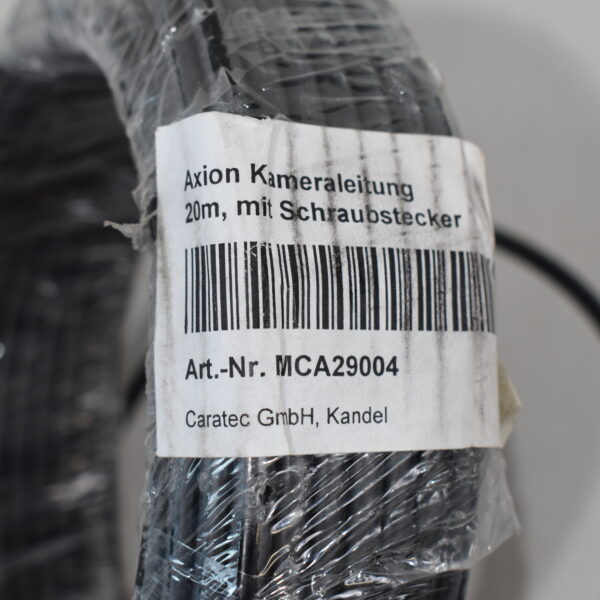 Axion Kameraleitung
20m, mit Schraubstecker
Art.-Nr. MCA29004
Caratec GmbH, Kandel